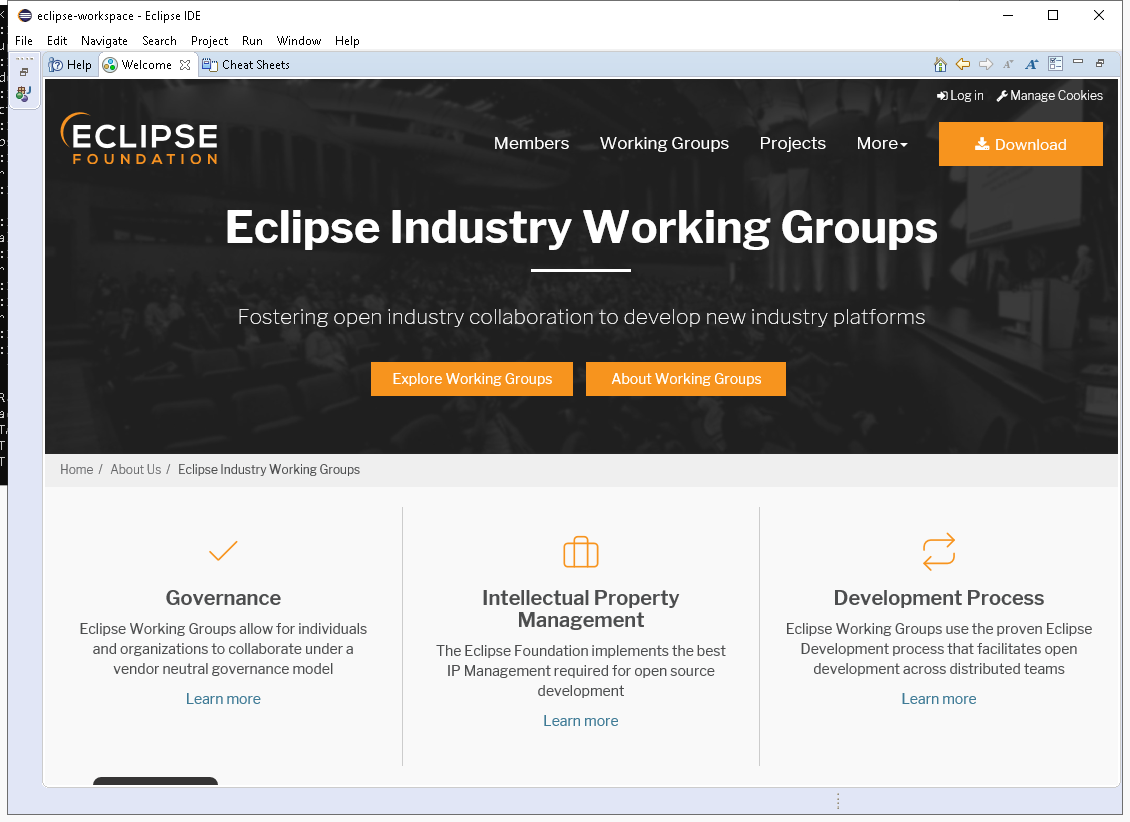 eclipse-workspace - Eclipse IDE
File Edit Navigate Search Project Run Window Help
Help Welcome Cheat Sheets
Log in Manage Cookies
ECLIPSE
FOUNDATION
Members Working Groups Projects More Download
Eclipse Industry Working Groups
Fostering open industry collaboration to develop new industry platforms
Explore Working Groups About Working Groups
Home / About Us / Eclipse Industry Working Groups
Governance
Eclipse Working Groups allow for individuals
and organizations to collaborate under a
vendor neutral governance model
Learn more
Intellectual Property
Management
The Eclipse Foundation implements the best
IP Management required for open source
development
Learn more
Development Process
Eclipse Working Groups use the proven Eclipse
Development process that facilitates open
development across distributed teams
Learn more